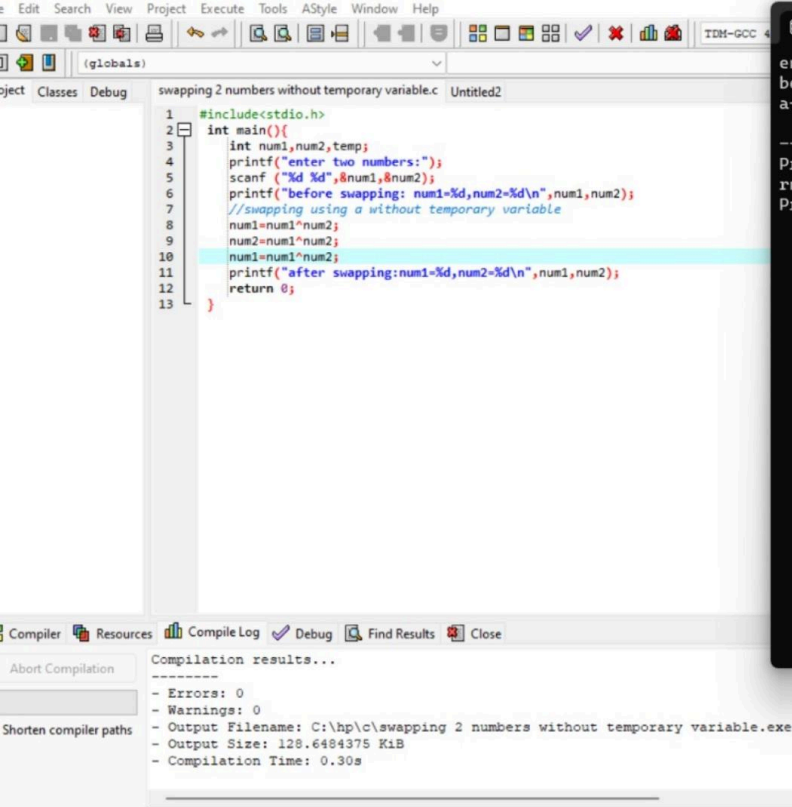 Edit Search View Project Execute Tools AStyle Window Help
TDM-GCC 4
(globals)
Classes Debug swapping 2 numbers without temporary variable.c Untitled2
1 #include<stdio.h>
2 int main(){
3 int num1,num2,temp;
4 printf("enter two numbers:");
5 scanf ("%d %d",&num1,&num2);
6 printf("before swapping: num1=%d,num2=%d\n",num1,num2);
7 //swapping using a without temporary variable
8 num1=num1^num2;
9 num2=num1^num2;
10 num1=num1^num2;
11 printf("after swapping:num1=%d,num2=%d\n",num1,num2);
12 return 0;
13 }
Compiler Resources Compile Log Debug Find Results Close
Abort Compilation
Shorten compiler paths
Compilation results...
--------
- Errors: 0
- Warnings: 0
- Output Filename: C:\hp\c\swapping 2 numbers without temporary variable.exe
- Output Size: 128.6484375 KiB
- Compilation Time: 0.30s